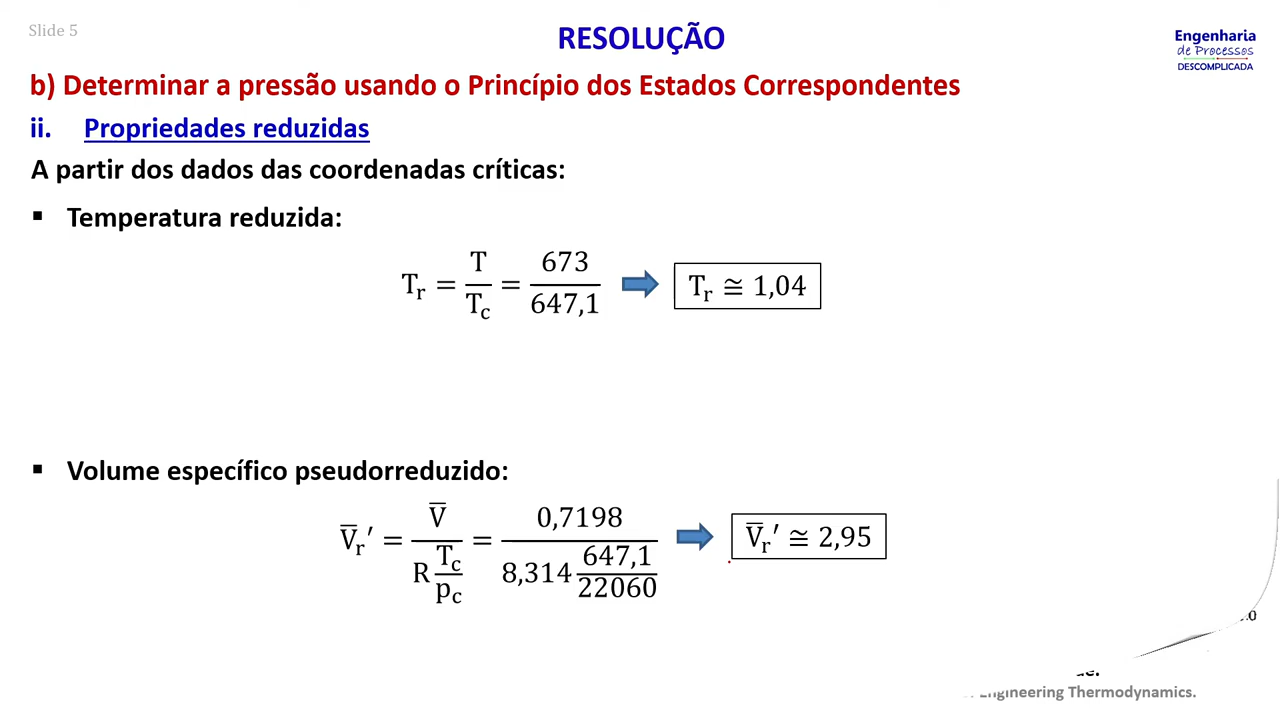 Slide 5
RESOLUÇÃO
Engenharia
de Processos
DESCOMPLICADA
b) Determinar a pressão usando o Princípio dos Estados Correspondentes
ii. Propriedades reduzidas
A partir dos dados das coordenadas críticas:
▪ Temperatura reduzida:
T_r = T/T_c = 673/647,1 ➡ T_r ≅ 1,04
▪ Volume específico pseudorreduzido:
V̅_r′ = V̅/(R T_c/p_c) = 0,7198/(8,314 647,1/22060) ➡ V̅_r′ ≅ 2,95
Engineering Thermodynamics.